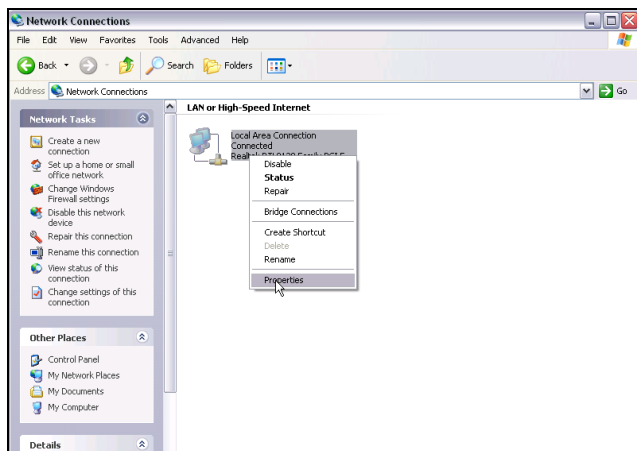 Network Connections
File Edit View Favorites Tools Advanced Help
Back Search Folders
Address Network Connections Go
Network Tasks
Create a new
connection
Set up a home or small
office network
Change Windows
Firewall settings
Disable this network
device
Repair this connection
Rename this connection
View status of this
connection
Change settings of this
connection
Other Places
Control Panel
My Network Places
My Documents
My Computer
Details
LAN or High-Speed Internet
Local Area Connection
Connected
Disable
Status
Repair
Bridge Connections
Create Shortcut
Delete
Rename
Properties